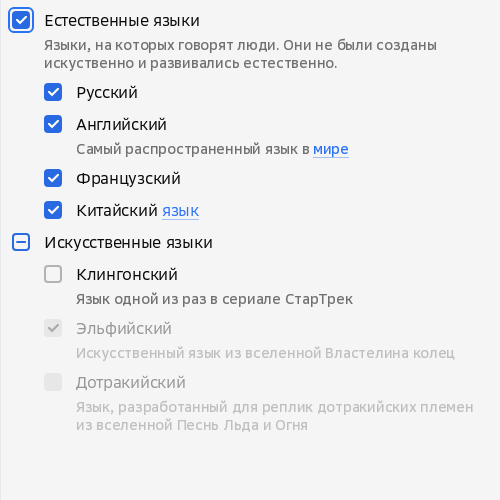 Естественные языки
Языки, на которых говорят люди. Они не были созданы
искуственно и развивались естественно.
Русский
Английский
Самый распространенный язык в мире
Французский
Китайский язык
Искусственные языки
Клингонский
Язык одной из раз в сериале СтарТрек
Эльфийский
Искусственный язык из вселенной Властелина колец
Дотракийский
Язык, разработанный для реплик дотракийских племен
из вселенной Песнь Льда и Огня